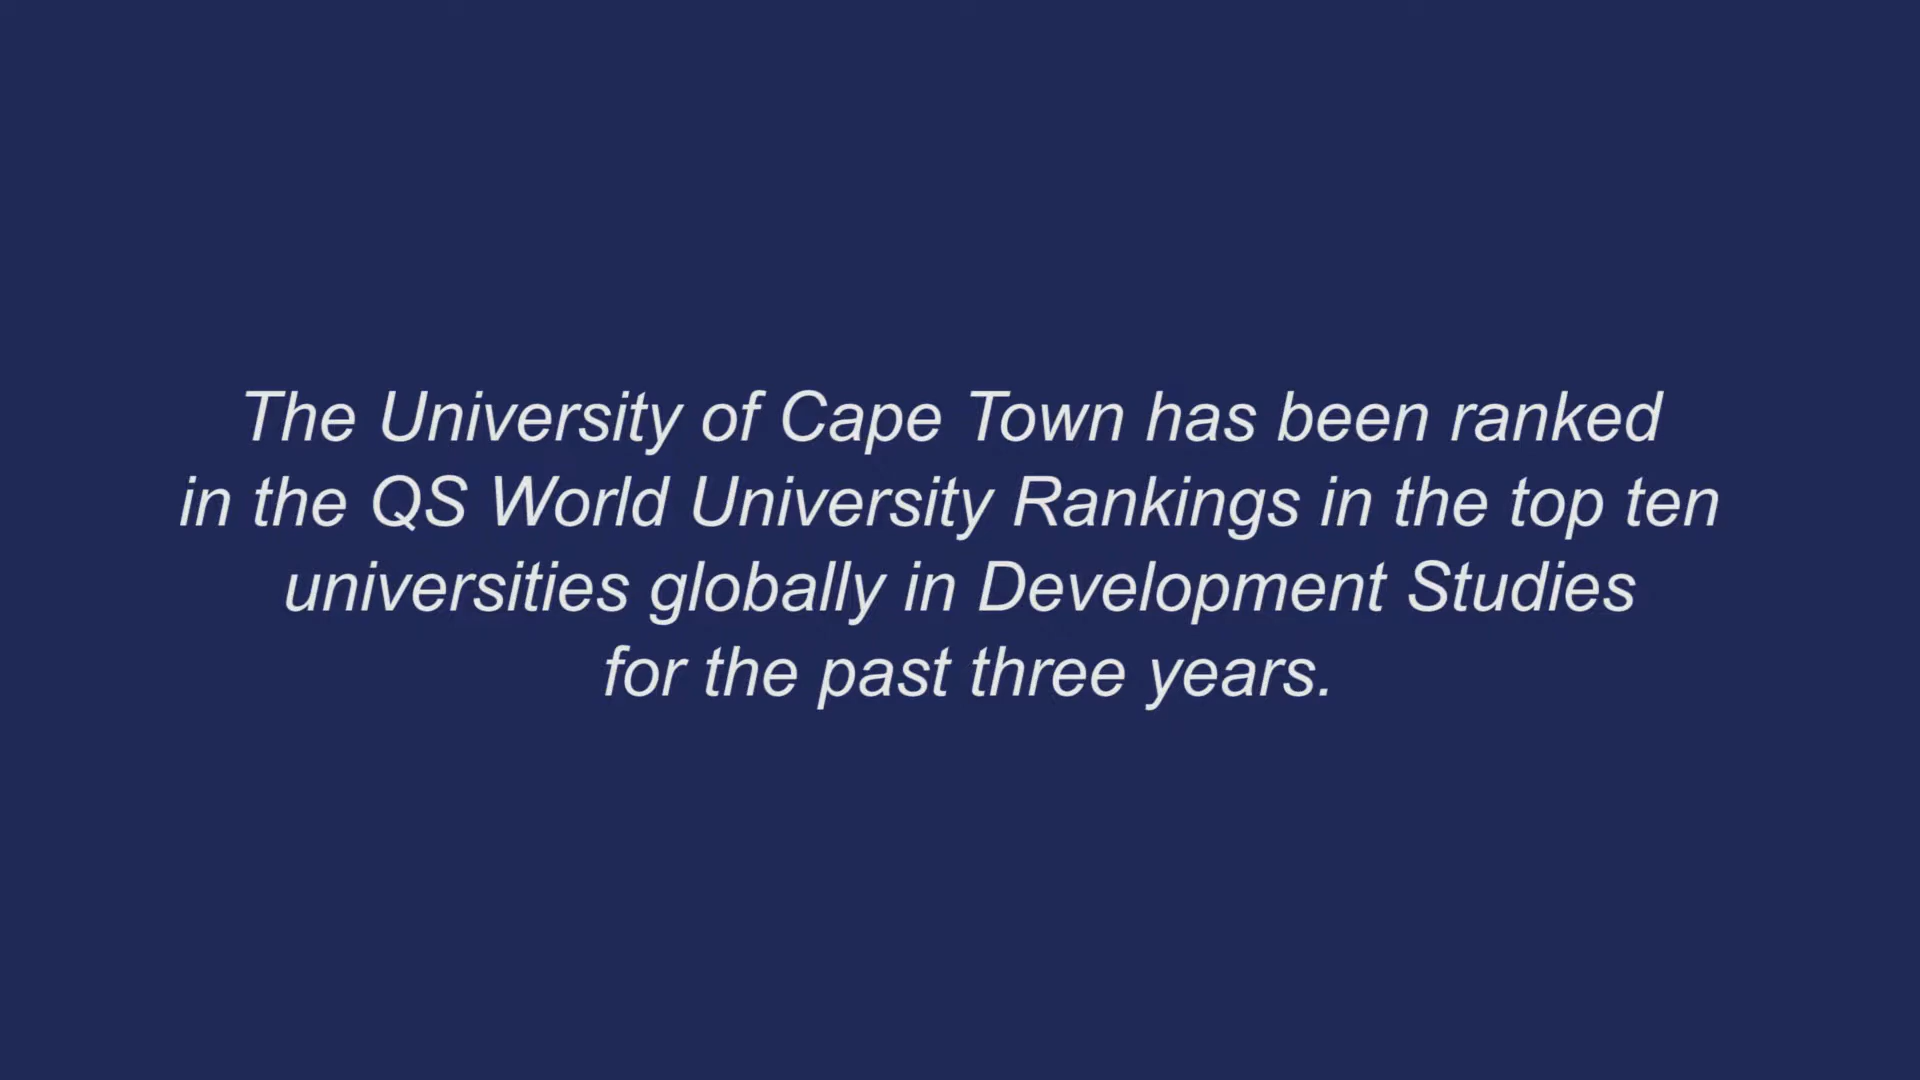 The University of Cape Town has been ranked
in the QS World University Rankings in the top ten
universities globally in Development Studies
for the past three years.